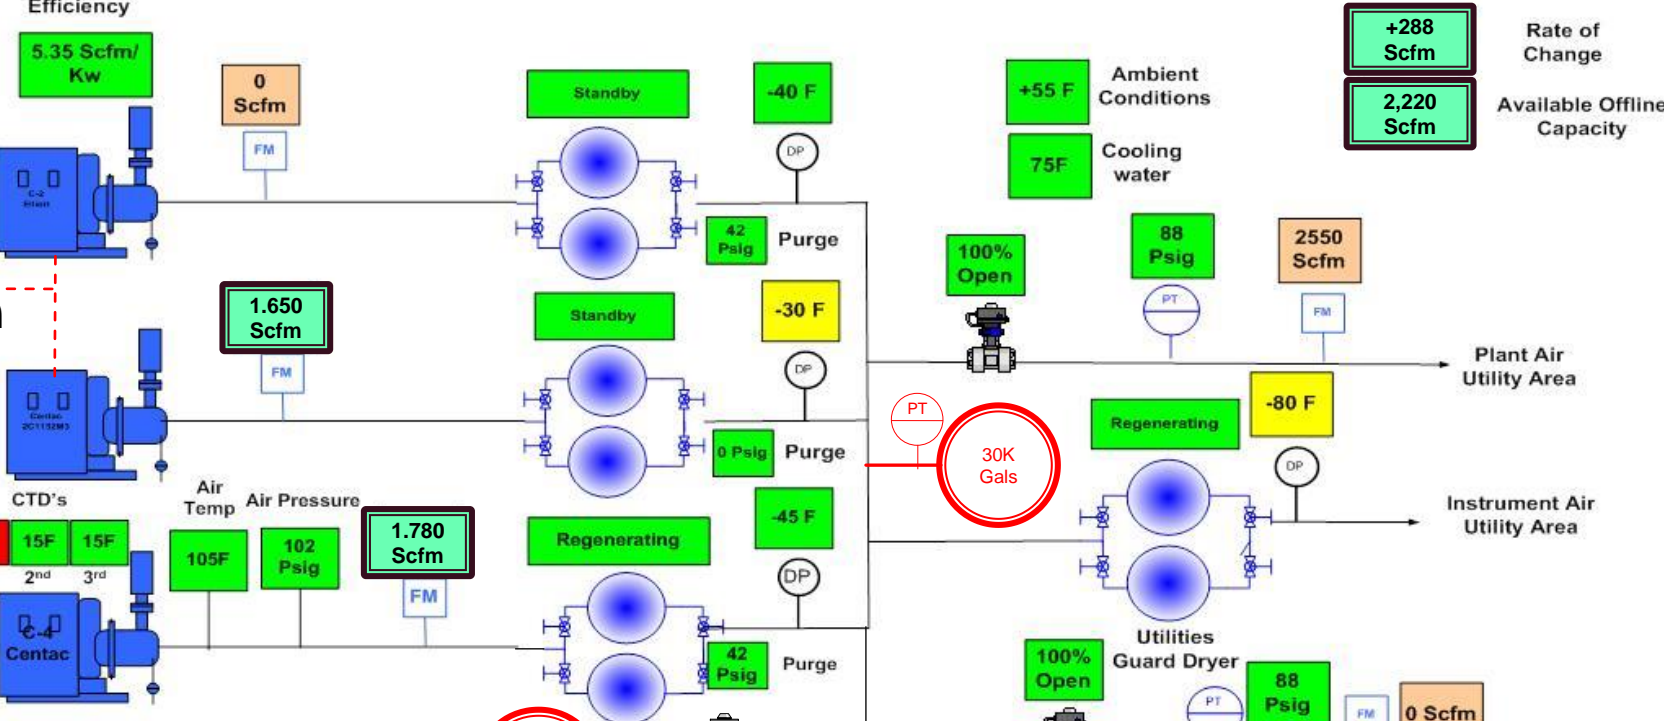 Efficiency
5.35 Scfm/
Kw
0
Scfm
FM
Standby
-40 F
DP
+55 F
Ambient
Conditions
75F
Cooling
water
+288
Scfm
Rate of
Change
2,220
Scfm
Available Offline
Capacity
C-2
42
Psig
Purge
100%
Open
88
Psig
PT
2550
Scfm
FM
Plant Air
Utility Area
1.650
Scfm
FM
Standby
-30 F
DP
Centac
2C1132M3
0 Psig
Purge
PT
30K
Gals
Regenerating
-80 F
DP
Instrument Air
Utility Area
Utilities
Guard Dryer
CTD's
15F
15F
2nd
3rd
Air
Temp
Air Pressure
105F
102
Psig
1.780
Scfm
FM
Regenerating
-45 F
DP
C-4
Centac
42
Psig
Purge
100%
Open
PT
88
Psig
FM
0 Scfm